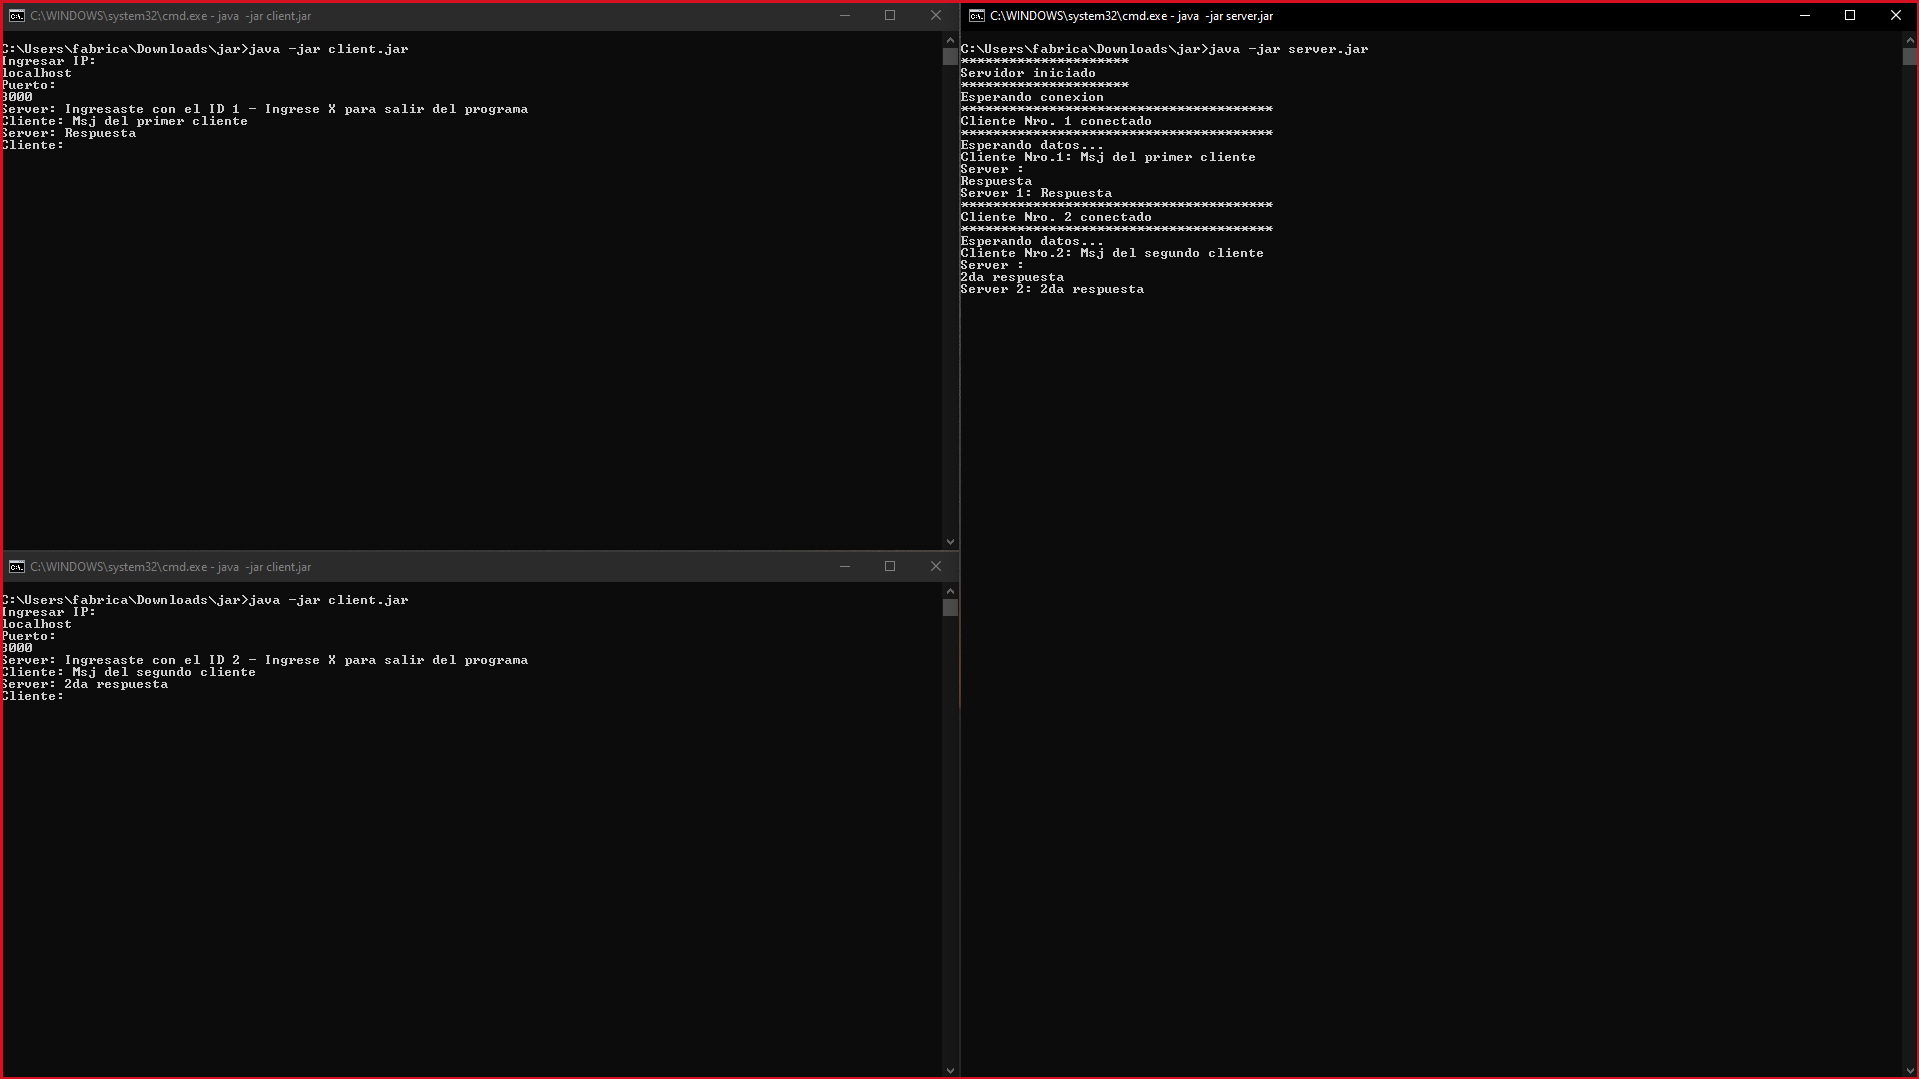 C:\WINDOWS\system32\cmd.exe - java  -jar client.jar
C:\Users\fabrica\Downloads\jar>java -jar client.jar
Ingresar IP:
localhost
Puerto:
3000
Server: Ingresaste con el ID 1 - Ingrese X para salir del programa
Cliente: Msj del primer cliente
Server: Respuesta
Cliente:
C:\WINDOWS\system32\cmd.exe - java  -jar client.jar
C:\Users\fabrica\Downloads\jar>java -jar client.jar
Ingresar IP:
localhost
Puerto:
3000
Server: Ingresaste con el ID 2 - Ingrese X para salir del programa
Cliente: Msj del segundo cliente
Server: 2da respuesta
Cliente:
C:\WINDOWS\system32\cmd.exe - java  -jar server.jar
C:\Users\fabrica\Downloads\jar>java -jar server.jar
*********************
Servidor iniciado
*********************
Esperando conexion
***************************************
Cliente Nro. 1 conectado
***************************************
Esperando datos...
Cliente Nro.1: Msj del primer cliente
Server :
Respuesta
Server 1: Respuesta
***************************************
Cliente Nro. 2 conectado
***************************************
Esperando datos...
Cliente Nro.2: Msj del segundo cliente
Server :
2da respuesta
Server 2: 2da respuesta